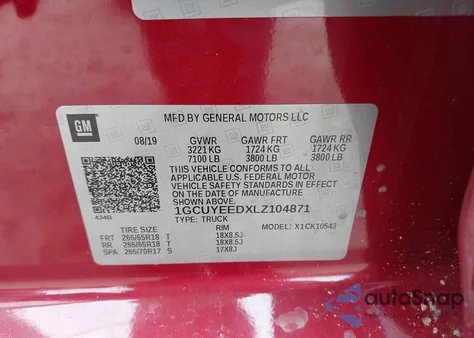 GM
MFD BY GENERAL MOTORS LLC
08/19 GVWR GAWR FRT GAWR RR
3221 KG 1724 KG 1724 KG
7100 LB 3800 LB 3800 LB
THIS VEHICLE CONFORMS TO ALL APPLICABLE
U.S. FEDERAL MOTOR VEHICLE
SAFETY STANDARDS IN EFFECT ON THE DATE
OF MANUFACTURE SHOWN ABOVE
1GCUYEEDXLZ104871
434B TYPE: TRUCK
TIRE SIZE RIM MODEL: X1CK10543
FRT 265/65R18 T 18X8.5J
RR 265/65R18 T 18X8.5J
SPA 265/70R17 S 17X8J
autoSnap